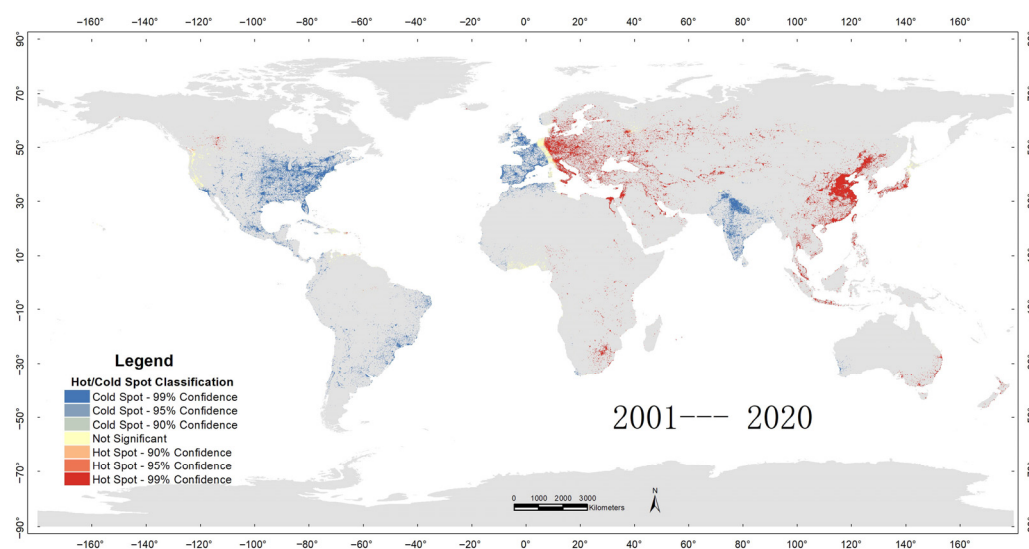 −160° −140° −120° −100° −80° −60° −40° −20° 0° 20° 40° 60° 80° 100° 120° 140° 160°
90°
70°
50°
30°
10°
−10°
−30°
−50°
−70°
−90°
Legend
Hot/Cold Spot Classification
Cold Spot - 99% Confidence
Cold Spot - 95% Confidence
Cold Spot - 90% Confidence
Not Significant
Hot Spot - 90% Confidence
Hot Spot - 95% Confidence
Hot Spot - 99% Confidence
2001--- 2020
N
0 1000 2000 3000
Kilometers
−160° −140° −120° −100° −80° −60° −40° −20° 0° 20° 40° 60° 80° 100° 120° 140° 160°